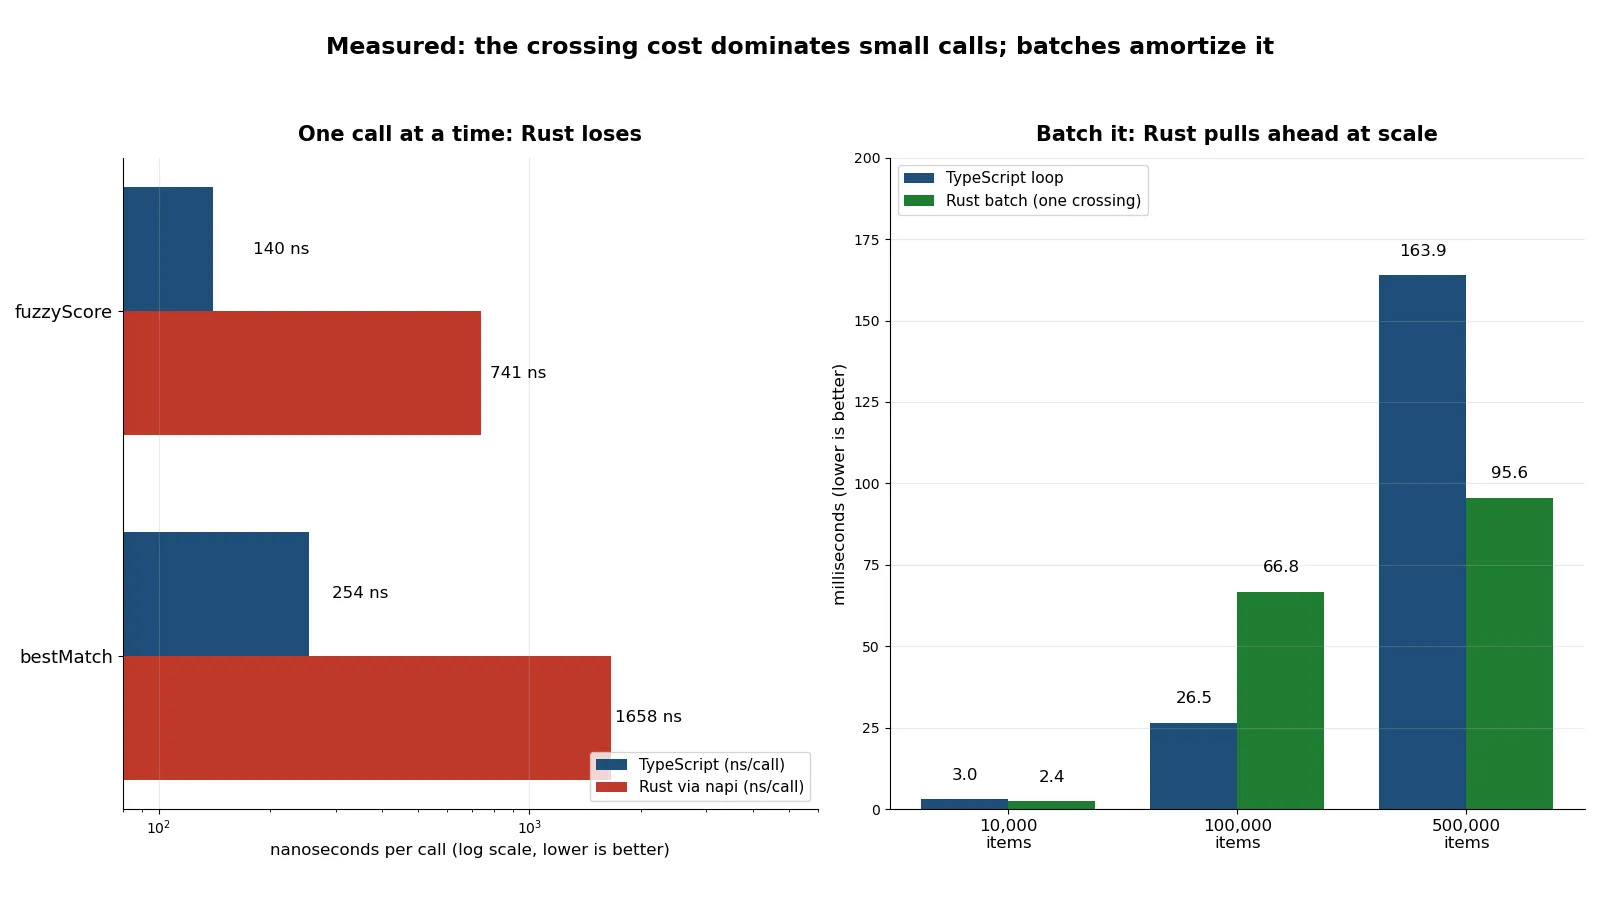 Measured: the crossing cost dominates small calls; batches amortize it
One call at a time: Rust loses
fuzzyScore
bestMatch
140 ns
741 ns
254 ns
1658 ns
TypeScript (ns/call)
Rust via napi (ns/call)
10²
10³
nanoseconds per call (log scale, lower is better)
Batch it: Rust pulls ahead at scale
TypeScript loop
Rust batch (one crossing)
milliseconds (lower is better)
200
175
150
125
100
75
50
25
0
3.0
2.4
26.5
66.8
163.9
95.6
10,000
items
100,000
items
500,000
items